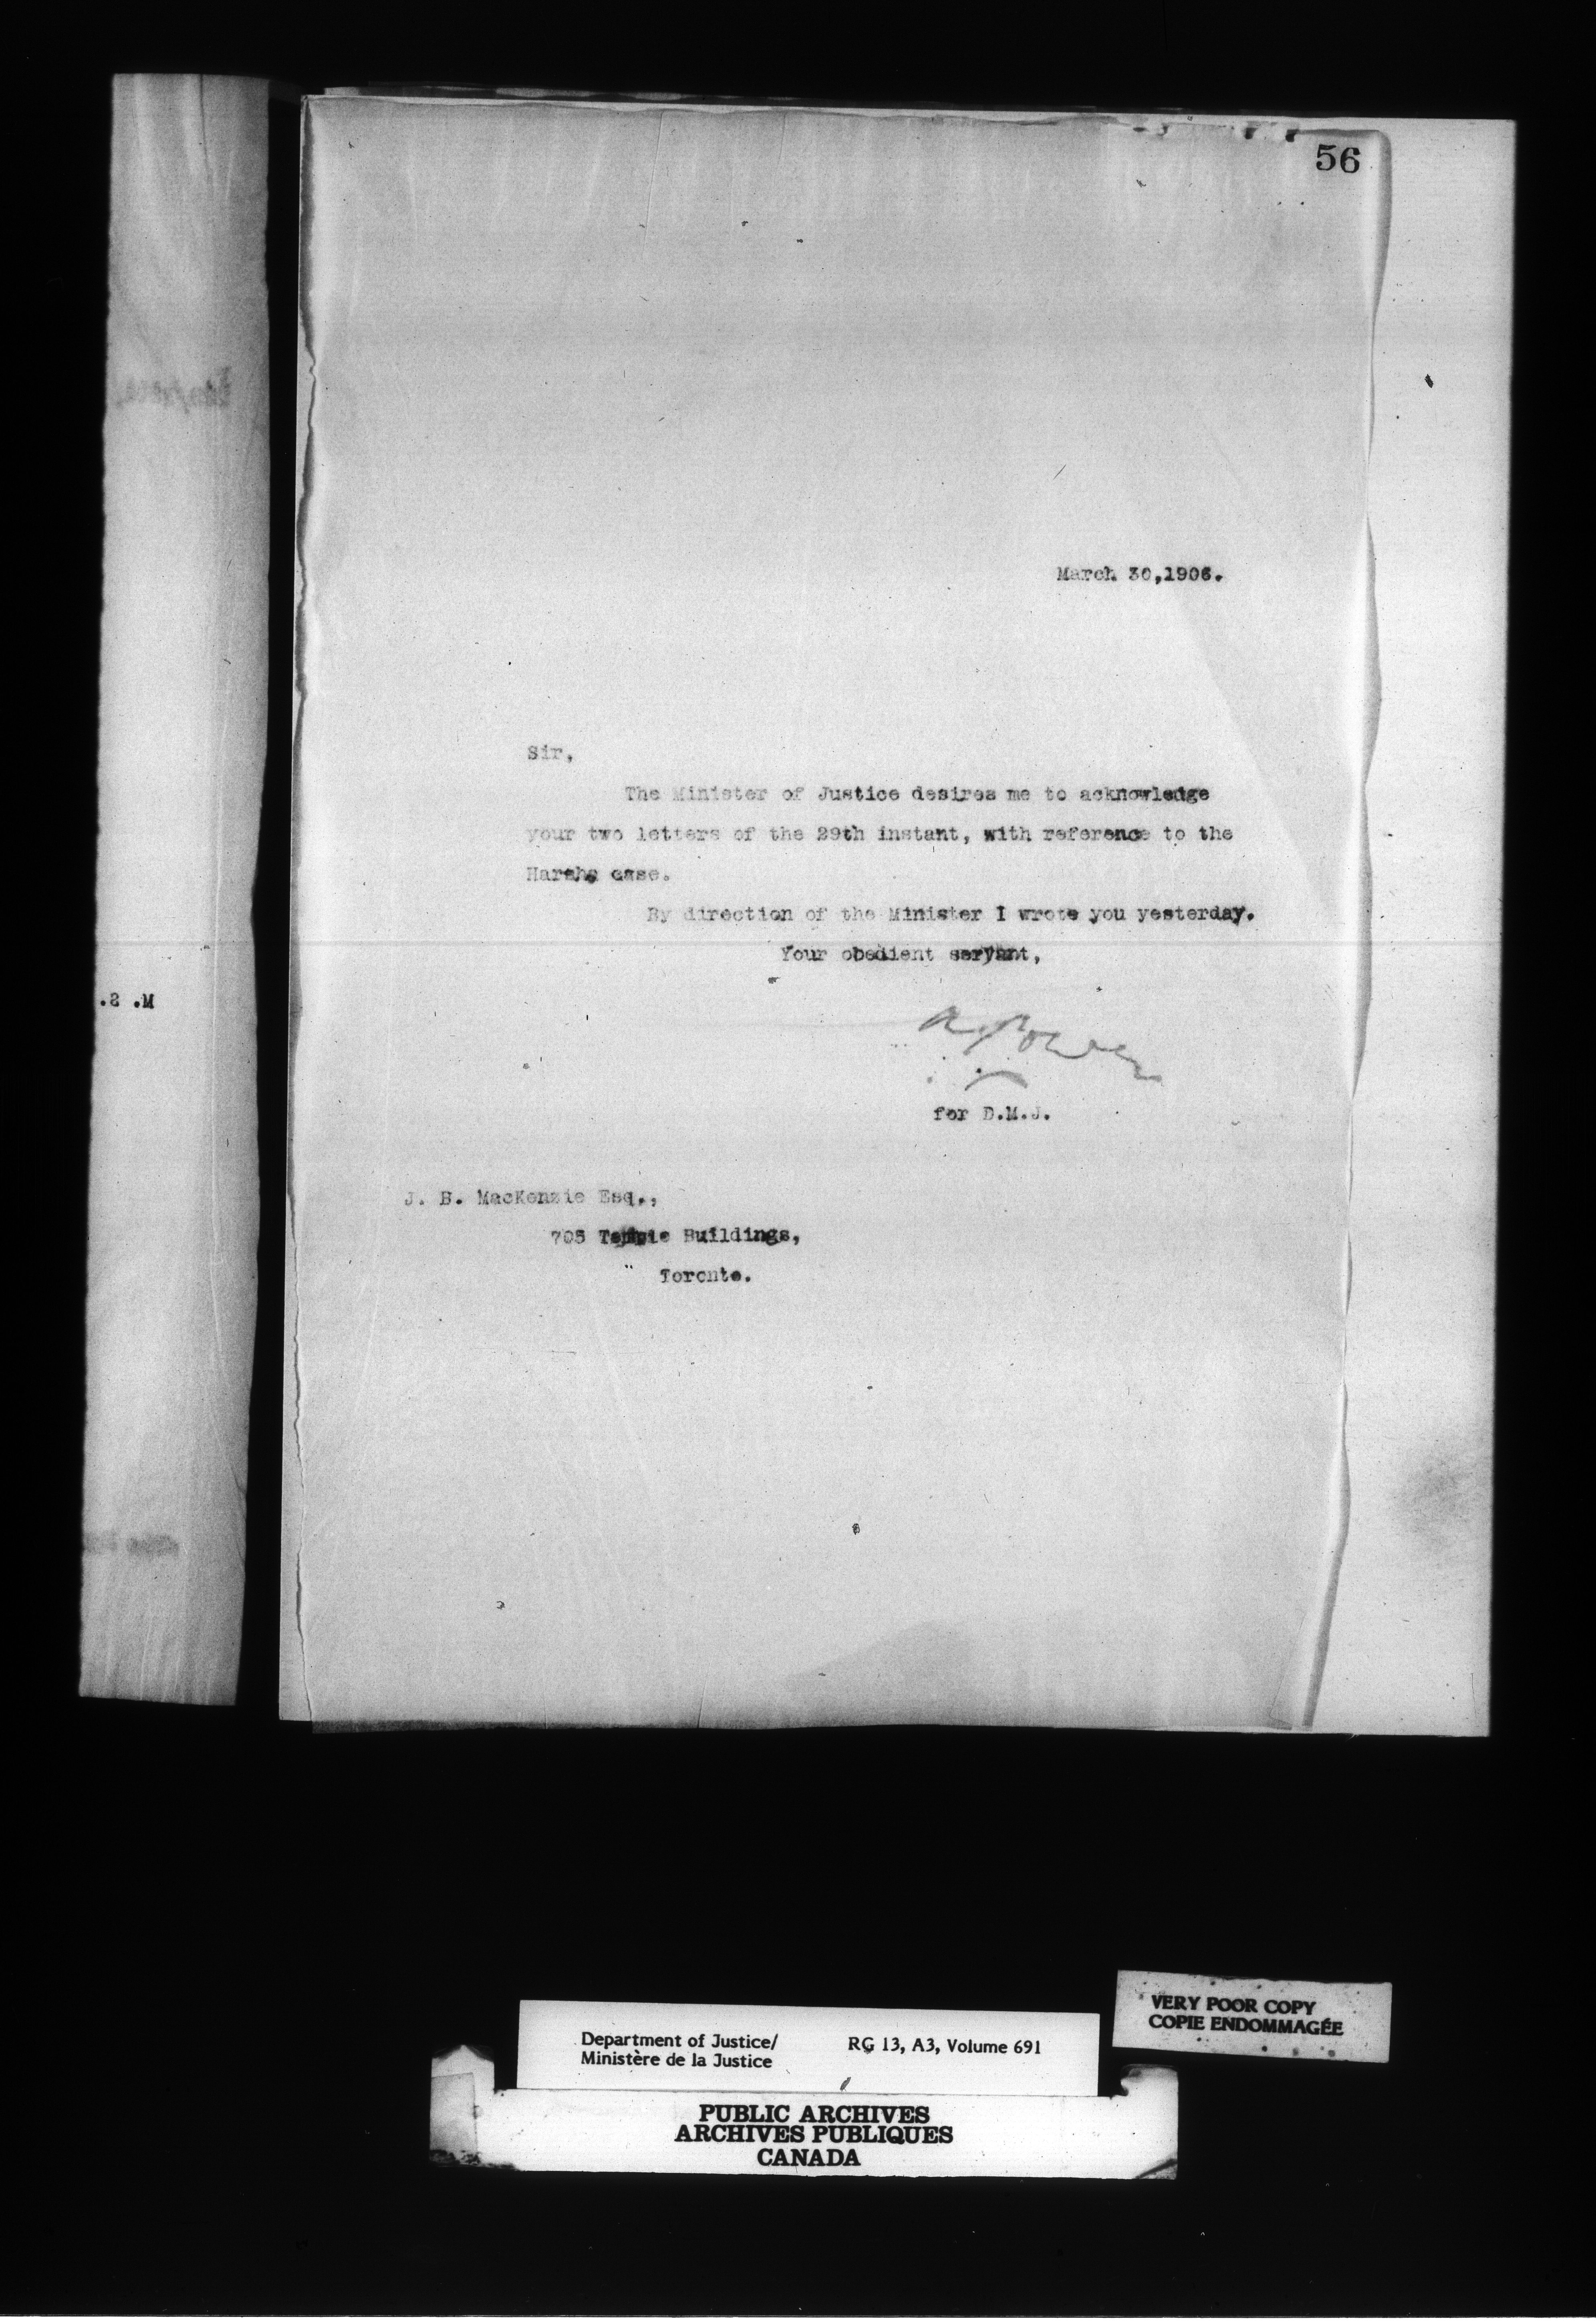 56
March 30,1906.
Sir,
The Minister of Justice desires me to acknowledge
your two letters of the 29th instant, with reference to the
Harsha case.
By direction of the Minister I wrote you yesterday.
Your obedient servant,
A. Power
for D.M.J.
J. B. MacKenzie Esq.,
705 Temple Buildings,
Toronto.
VERY POOR COPY
COPIE ENDOMMAGÉE
Department of Justice/
Ministère de la Justice
RG 13, A3, Volume 691
PUBLIC ARCHIVES
ARCHIVES PUBLIQUES
CANADA